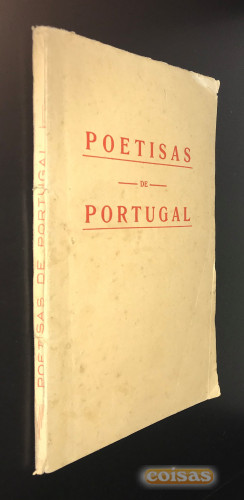 POETISAS
DE
PORTUGAL
POETISAS DE PORTUGAL
coisas